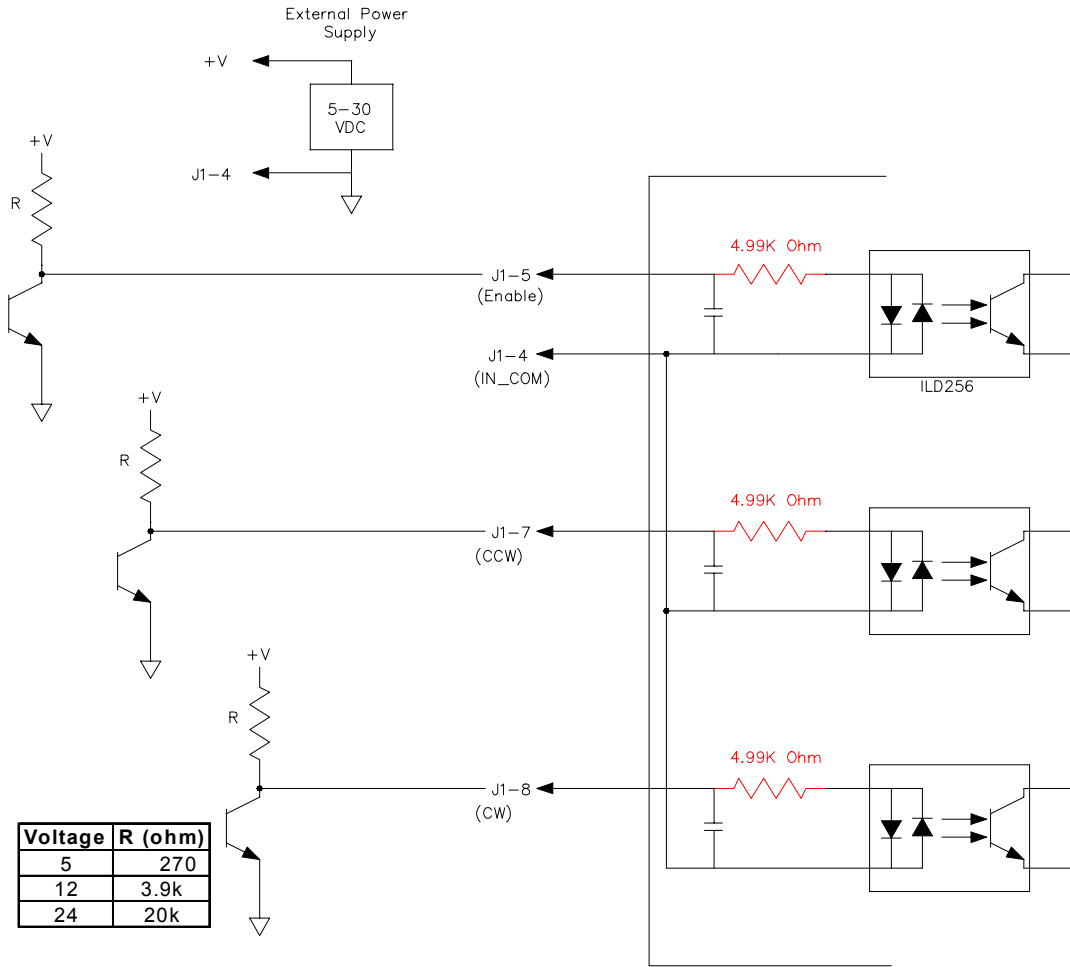 External Power
Supply
+V
5-30
VDC
J1-4
+V
R
4.99K Ohm
J1-5
(Enable)
J1-4
(IN_COM)
ILD256
+V
R
4.99K Ohm
J1-7
(CCW)
+V
R
4.99K Ohm
J1-8
(CW)
Voltage R (ohm)
5 270
12 3.9k
24 20k